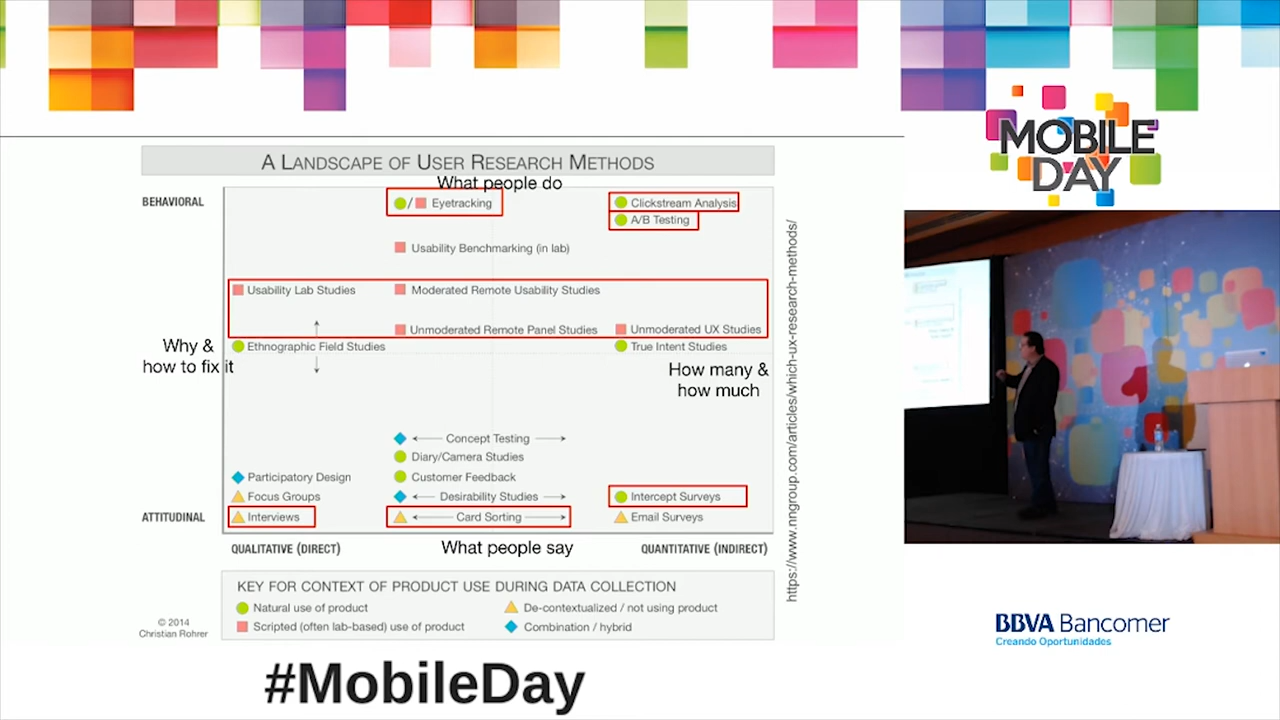 MOBILE
DAY
A LANDSCAPE OF USER RESEARCH METHODS
What people do
BEHAVIORAL
/ Eyetracking
Clickstream Analysis
A/B Testing
Usability Benchmarking (in lab)
Usability Lab Studies
Moderated Remote Usability Studies
Unmoderated Remote Panel Studies
Unmoderated UX Studies
Ethnographic Field Studies
True Intent Studies
Why &
how to fix it
How many &
how much
Concept Testing
Diary/Camera Studies
Participatory Design
Customer Feedback
Focus Groups
Desirability Studies
Intercept Surveys
ATTITUDINAL
Interviews
Card Sorting
Email Surveys
QUALITATIVE (DIRECT)
What people say
QUANTITATIVE (INDIRECT)
https://www.nngroup.com/articles/which-ux-research-methods/
KEY FOR CONTEXT OF PRODUCT USE DURING DATA COLLECTION
Natural use of product
De-contextualized / not using product
Scripted (often lab-based) use of product
Combination / hybrid
© 2014
Christian Rohrer
BBVA Bancomer
Creando Oportunidades
#MobileDay